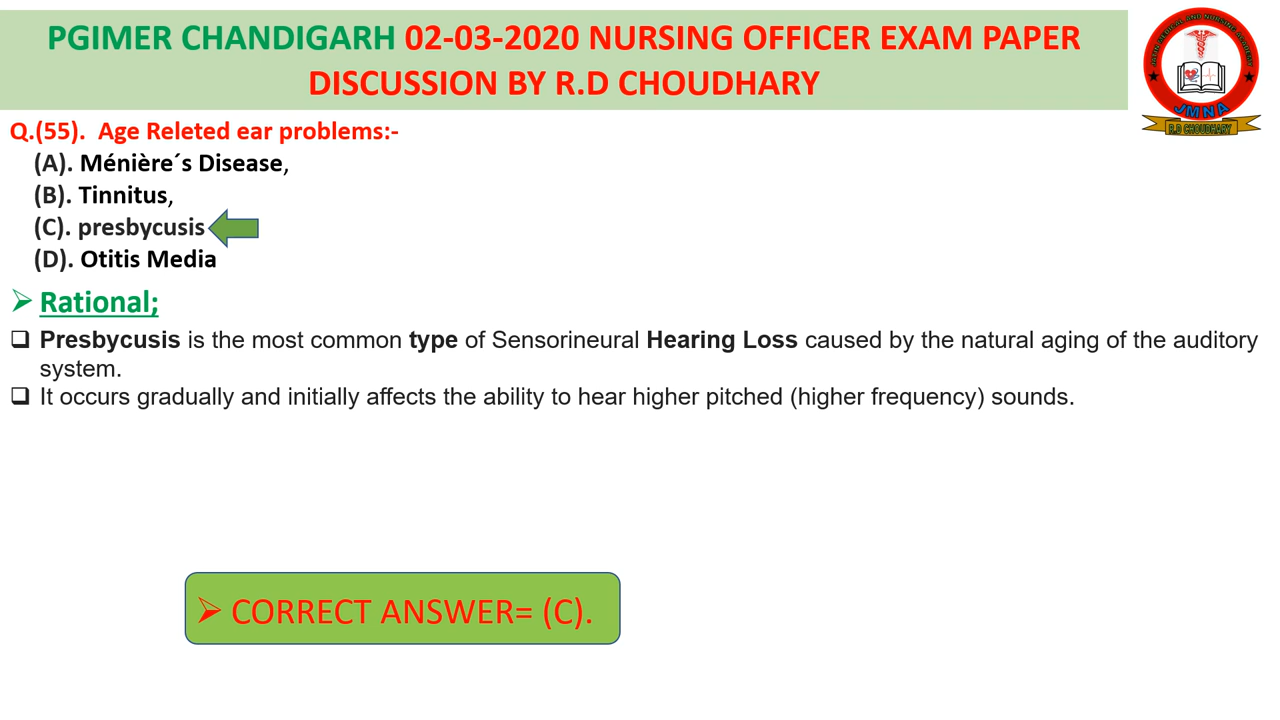 PGIMER CHANDIGARH 02-03-2020 NURSING OFFICER EXAM PAPER
DISCUSSION BY R.D CHOUDHARY
JMNA
R.D CHOUDHARY
Q.(55). Age Releted ear problems:-
(A). Ménière´s Disease,
(B). Tinnitus,
(C). presbycusis
(D). Otitis Media
Rational;
Presbycusis is the most common type of Sensorineural Hearing Loss caused by the natural aging of the auditory
system.
It occurs gradually and initially affects the ability to hear higher pitched (higher frequency) sounds.
CORRECT ANSWER= (C).